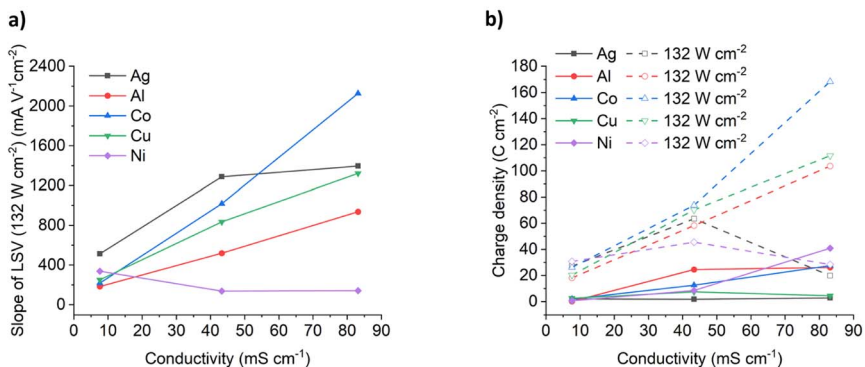 a)
Slope of LSV (132 W cm⁻²) (mA V⁻¹cm⁻²)
2400
2000
1600
1200
800
400
0
Ag
Al
Co
Cu
Ni
0 10 20 30 40 50 60 70 80 90
Conductivity (mS cm⁻¹)
b)
Charge density (C cm⁻²)
180
160
140
120
100
80
60
40
20
0
Ag 132 W cm⁻²
Al 132 W cm⁻²
Co 132 W cm⁻²
Cu 132 W cm⁻²
Ni 132 W cm⁻²
0 10 20 30 40 50 60 70 80 90
Conductivity (mS cm⁻¹)